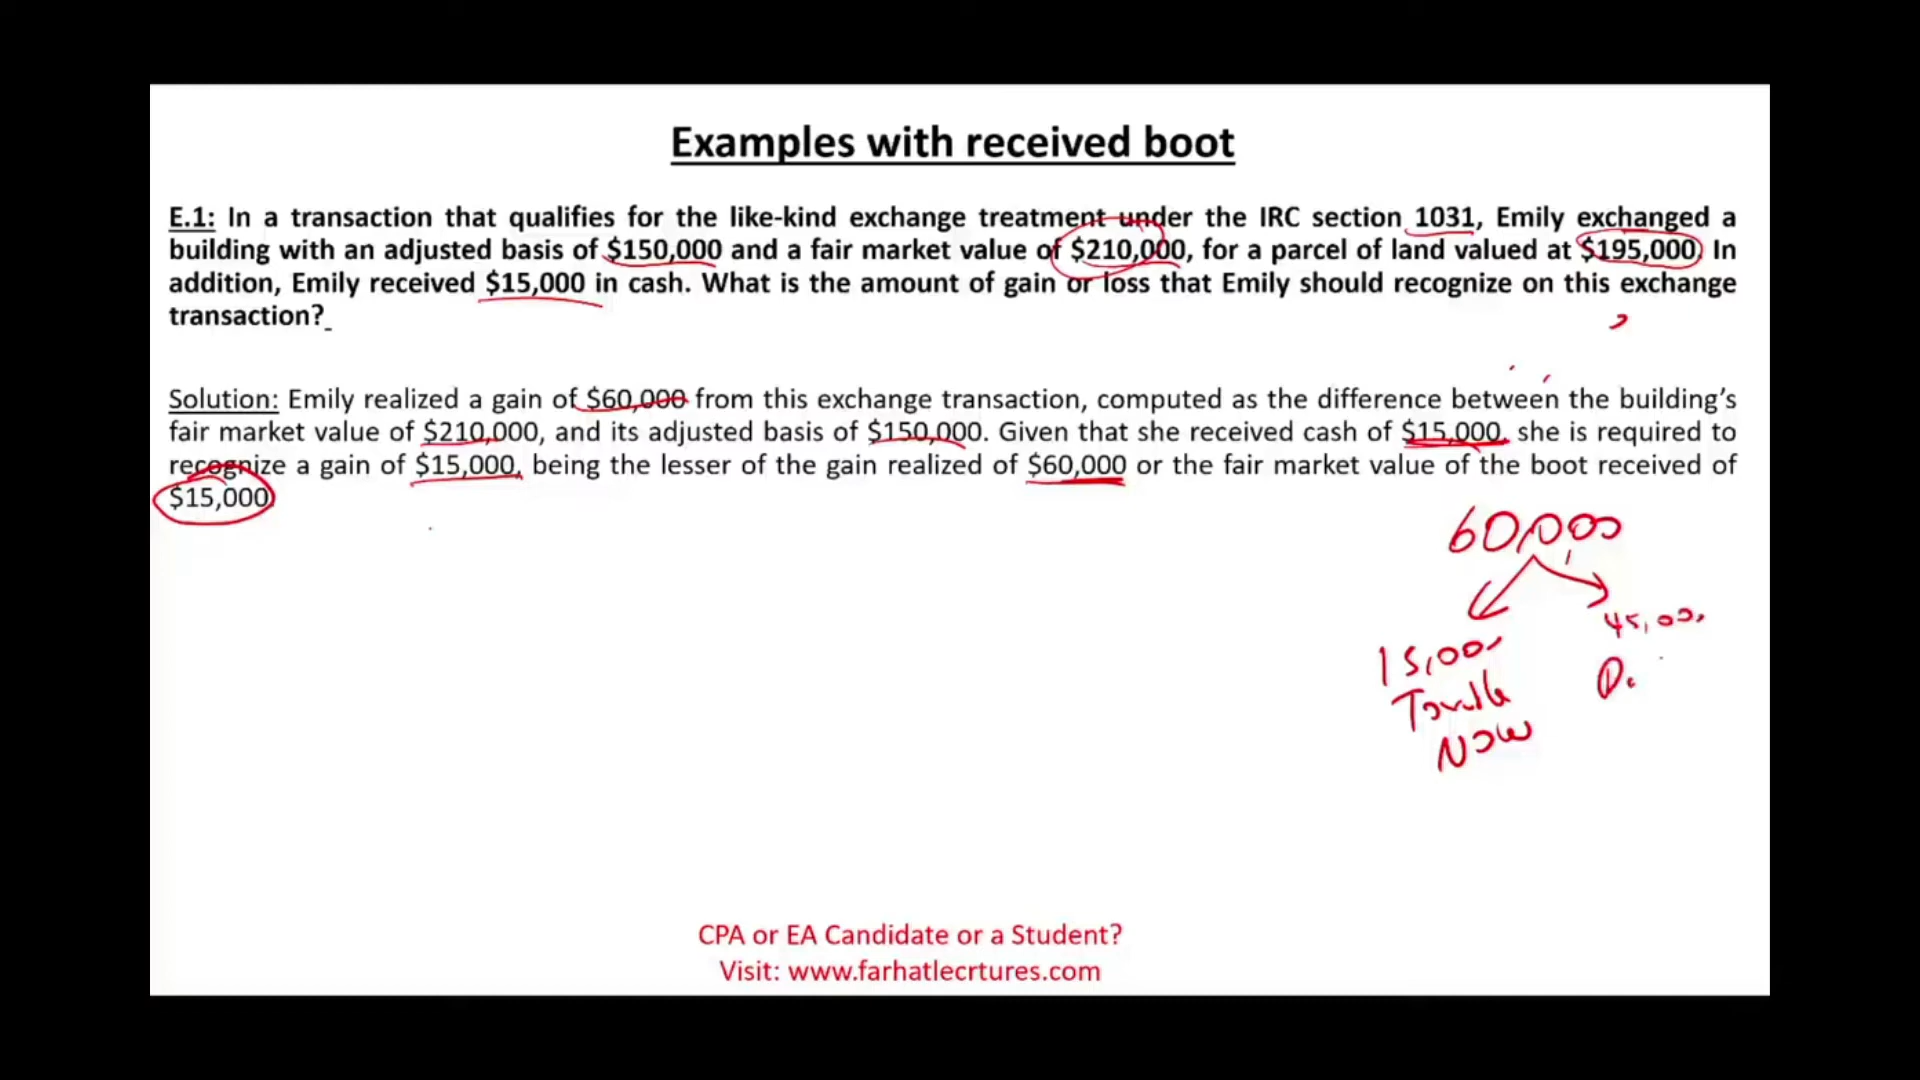 Examples with received boot
E.1: In a transaction that qualifies for the like-kind exchange treatment under the IRC section 1031, Emily exchanged a
building with an adjusted basis of $150,000 and a fair market value of $210,000, for a parcel of land valued at $195,000. In
addition, Emily received $15,000 in cash. What is the amount of gain or loss that Emily should recognize on this exchange
transaction?
Solution: Emily realized a gain of $60,000 from this exchange transaction, computed as the difference between the building’s
fair market value of $210,000, and its adjusted basis of $150,000. Given that she received cash of $15,000, she is required to
recognize a gain of $15,000, being the lesser of the gain realized of $60,000 or the fair market value of the boot received of
$15,000.
60,000
45,00
15,00
Now
CPA or EA Candidate or a Student?
Visit: www.farhatlecrtures.com